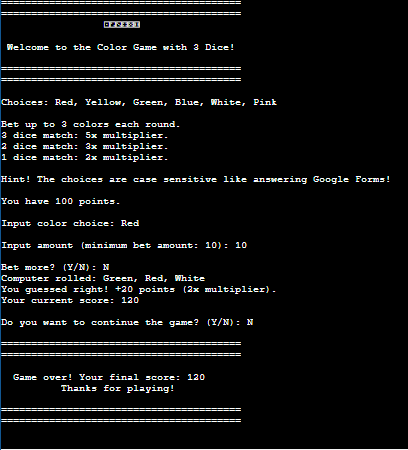 ========================================
========================================
Welcome to the Color Game with 3 Dice!
========================================
========================================
Choices: Red, Yellow, Green, Blue, White, Pink
Bet up to 3 colors each round.
3 dice match: 5x multiplier.
2 dice match: 3x multiplier.
1 dice match: 2x multiplier.
Hint! The choices are case sensitive like answering Google Forms!
You have 100 points.
Input color choice: Red
Input amount (minimum bet amount: 10): 10
Bet more? (Y/N): N
Computer rolled: Green, Red, White
You guessed right! +20 points (2x multiplier).
Your current score: 120
Do you want to continue the game? (Y/N): N
========================================
========================================
Game over! Your final score: 120
Thanks for playing!
========================================
========================================